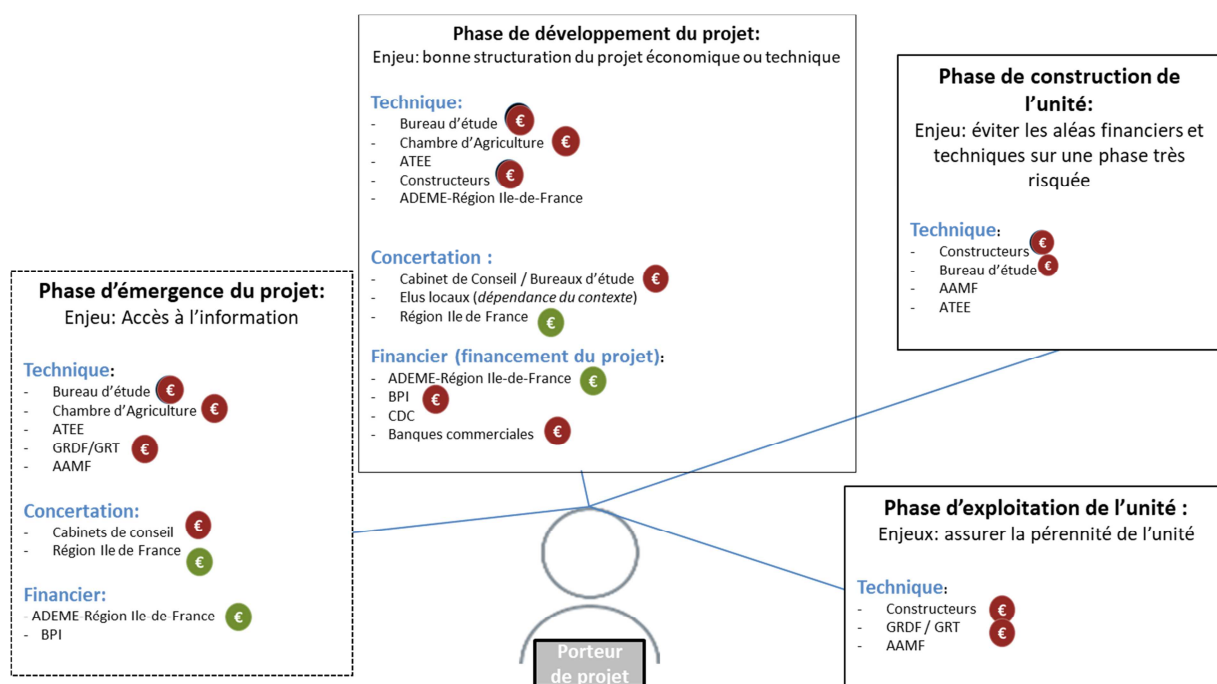 Phase de développement du projet:
Enjeu: bonne structuration du projet économique ou technique
Technique:
- Bureau d'étude €
- Chambre d'Agriculture €
- ATEE
- Constructeurs €
- ADEME-Région Ile-de-France
Concertation :
- Cabinet de Conseil / Bureaux d'étude €
- Elus locaux (dépendance du contexte)
- Région Ile de France €
Financier (financement du projet):
- ADEME-Région Ile-de-France €
- BPI €
- CDC
- Banques commerciales €
Phase de construction de
l'unité:
Enjeu: éviter les aléas financiers et
techniques sur une phase très
risquée
Technique:
- Constructeurs €
- Bureau d'étude €
- AAMF
- ATEE
Phase d'émergence du projet:
Enjeu: Accès à l'information
Technique:
- Bureau d'étude €
- Chambre d'Agriculture €
- ATEE
- GRDF/GRT €
- AAMF
Concertation:
- Cabinets de conseil €
- Région Ile de France €
Financier:
- ADEME-Région Ile-de-France €
- BPI
Phase d'exploitation de l'unité :
Enjeux: assurer la pérennité de l'unité
Technique:
- Constructeurs €
- GRDF / GRT €
- AAMF
Porteur
de projet